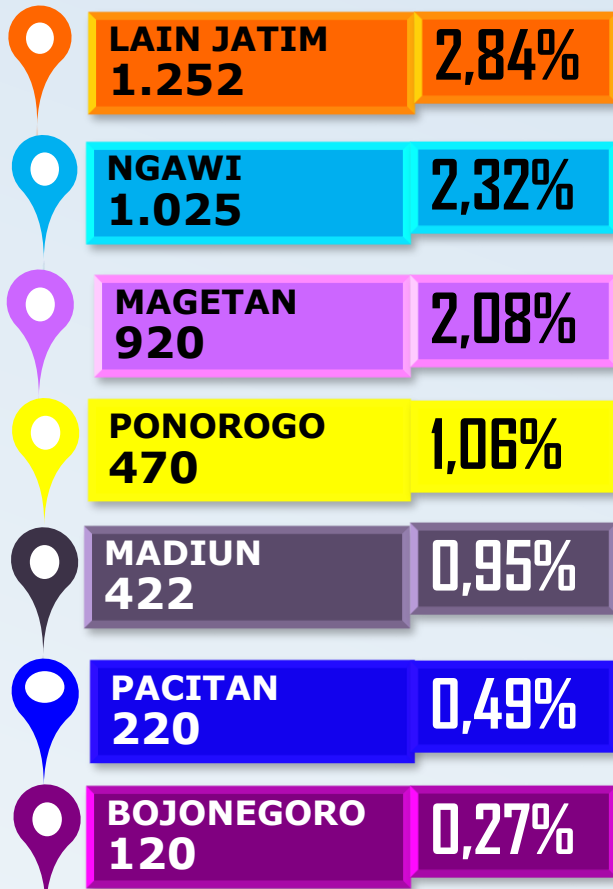 LAIN JATIM
1.252
2,84%
NGAWI
1.025
2,32%
MAGETAN
920
2,08%
PONOROGO
470
1,06%
MADIUN
422
0,95%
PACITAN
220
0,49%
BOJONEGORO
120
0,27%